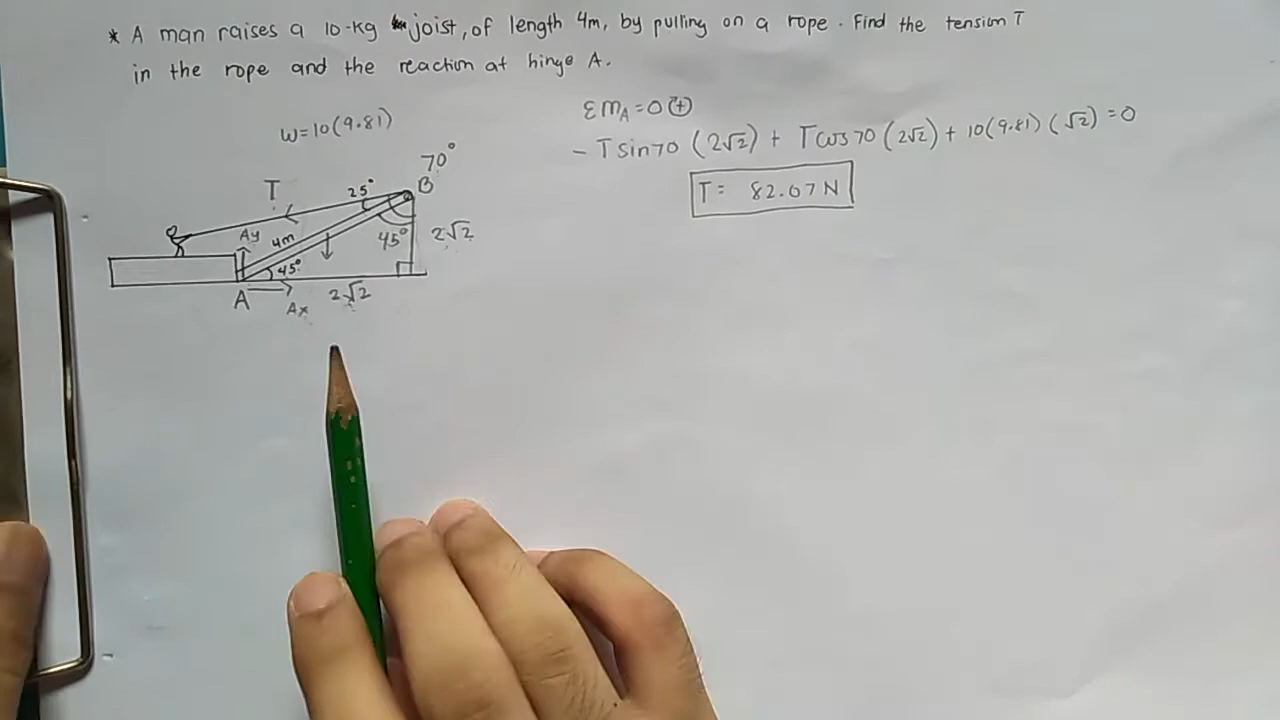 * A man raises a 10-kg joist, of length 4m, by pulling on a rope. Find the tension T
in the rope and the reaction at hinge A.
W=10(9.81)
70°
T
25°
B
Ay
4m
45°
2√2
45°
A
Ax
2√2
ΣMA=0 (+)
- T sin70 (2√2) + T cos 70 (2√2) + 10(9.81) (√2) = 0
T= 82.07 N